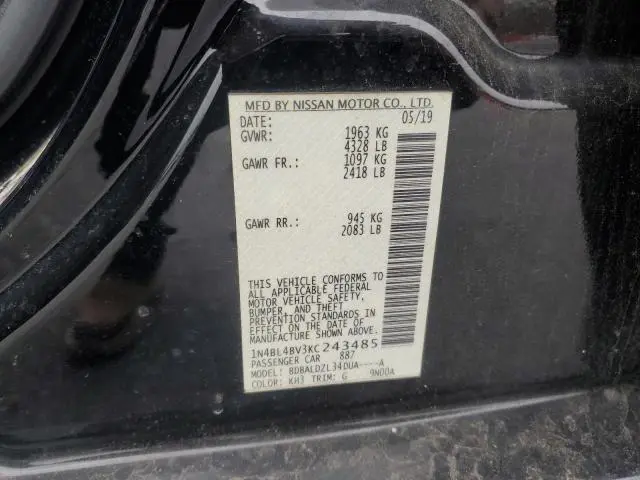 MFD BY NISSAN MOTOR CO., LTD.
DATE: 05/19
GVWR: 1963 KG
4328 LB
GAWR FR.: 1097 KG
2418 LB
GAWR RR.: 945 KG
2083 LB
THIS VEHICLE CONFORMS TO
ALL APPLICABLE FEDERAL
MOTOR VEHICLE SAFETY,
BUMPER, AND THEFT
PREVENTION STANDARDS IN
EFFECT ON THE DATE OF
MANUFACTURE SHOWN ABOVE.
1N4BL4BV3KC243485
PASSENGER CAR 887
MODEL: BDBALDZL34DUA----A
COLOR: KH3 TRIM: G 9N00A